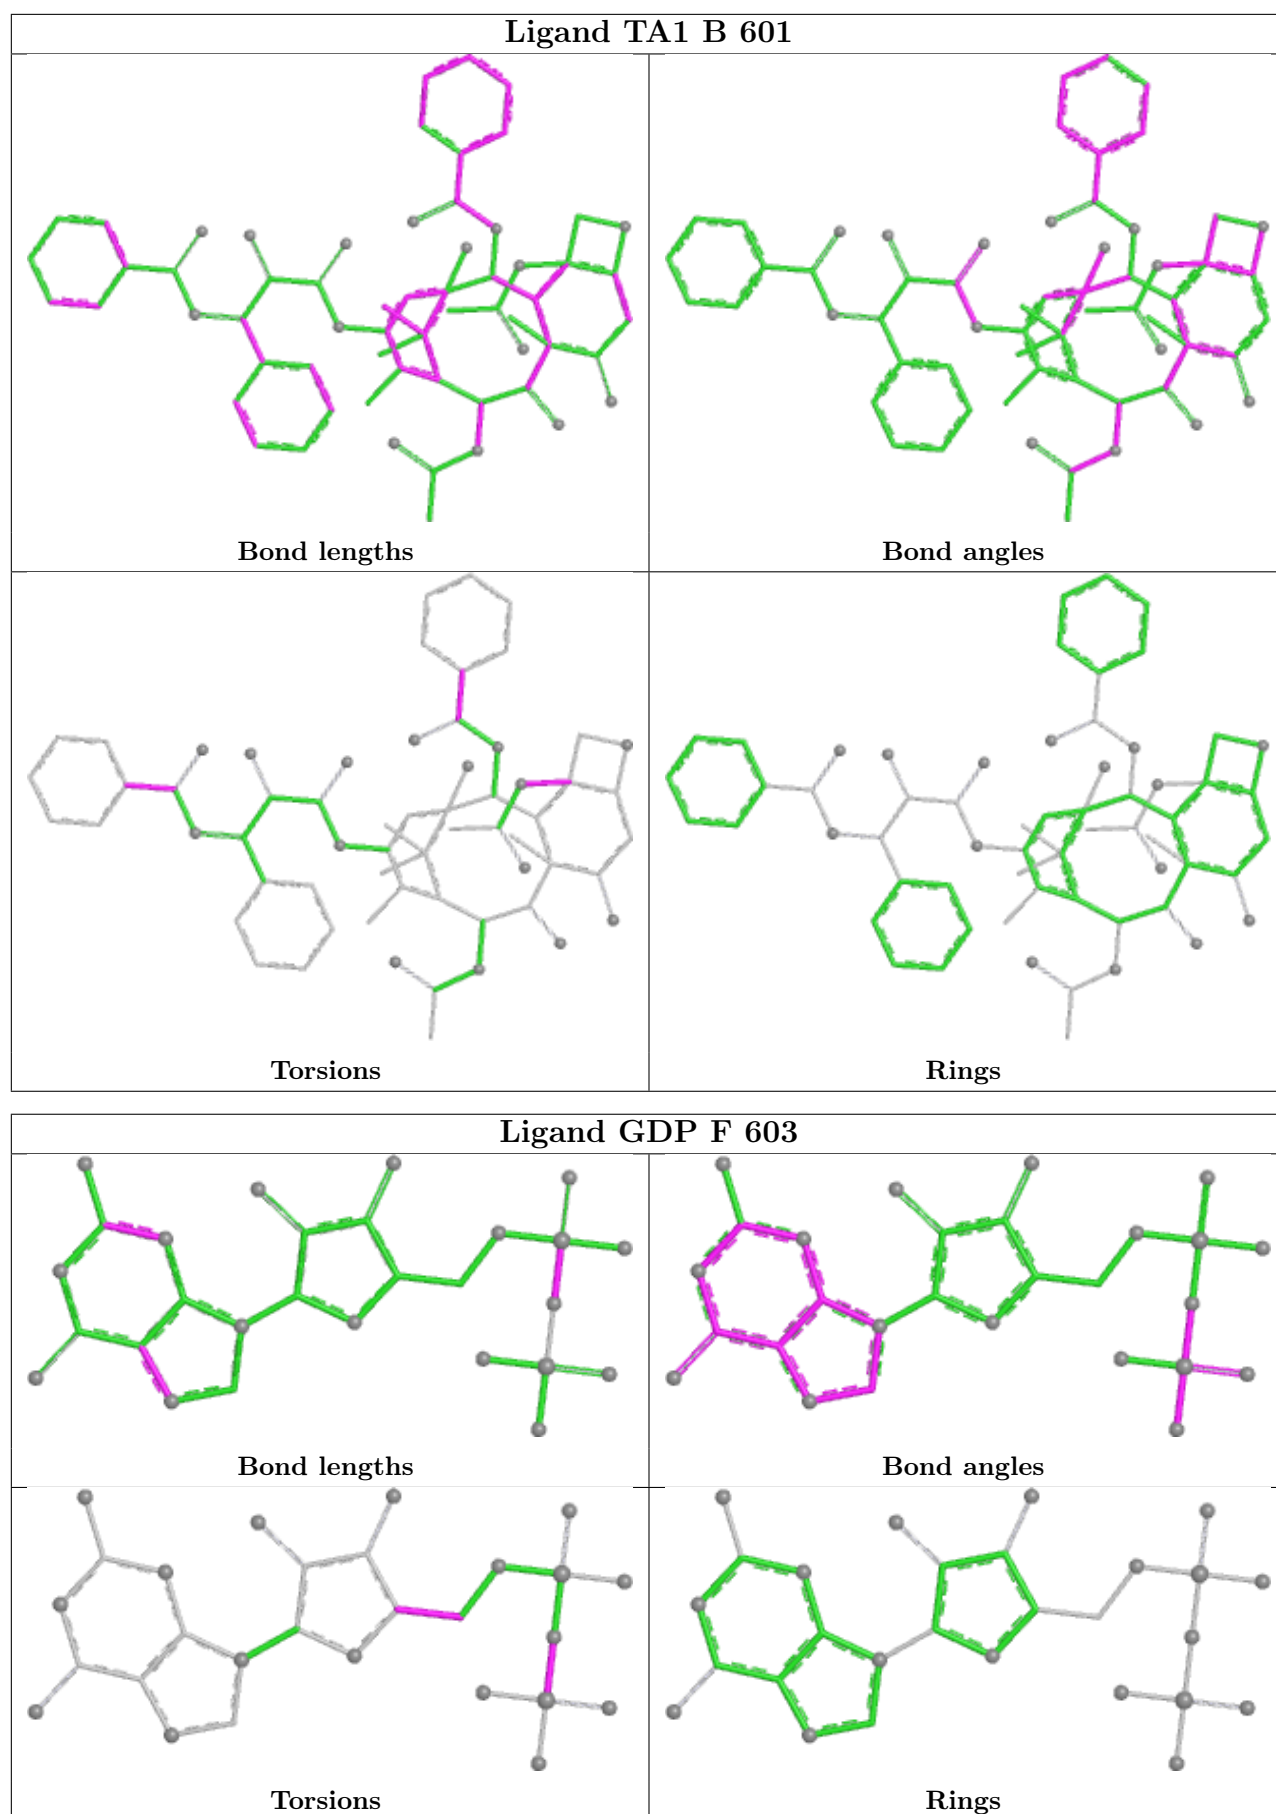 Ligand TA1 B 601
Bond lengths
Bond angles
Torsions
Rings
Ligand GDP F 603
Bond lengths
Bond angles
Torsions
Rings